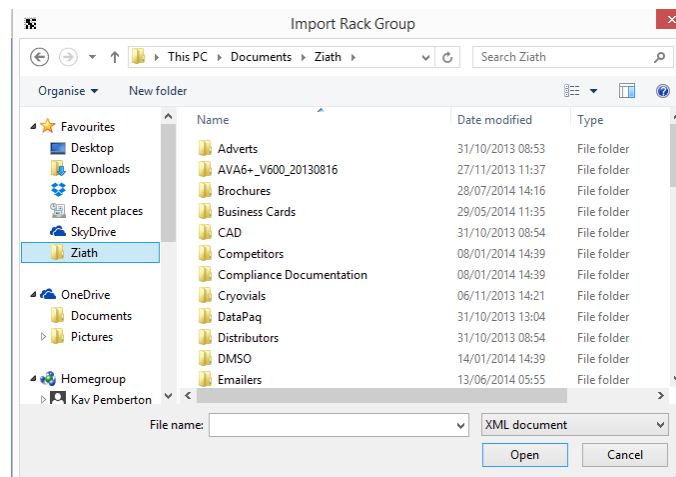 Import Rack Group
This PC Documents Ziath
Search Ziath
Organise New folder
Favourites
Desktop
Downloads
Dropbox
Recent places
SkyDrive
Ziath
OneDrive
Documents
Pictures
Homegroup
Kay Pemberton
Name Date modified Type
Adverts 31/10/2013 08:53 File folder
AVA6+_V600_20130816 27/11/2013 11:37 File folder
Brochures 28/07/2014 14:16 File folder
Business Cards 29/05/2014 11:35 File folder
CAD 31/10/2013 08:54 File folder
Competitors 08/01/2014 14:39 File folder
Compliance Documentation 08/01/2014 14:39 File folder
Cryovials 06/11/2013 14:21 File folder
DataPaq 31/10/2013 13:04 File folder
Distributors 31/10/2013 08:54 File folder
DMSO 14/01/2014 14:39 File folder
Emailers 13/06/2014 05:55 File folder
File name:
XML document
Open Cancel